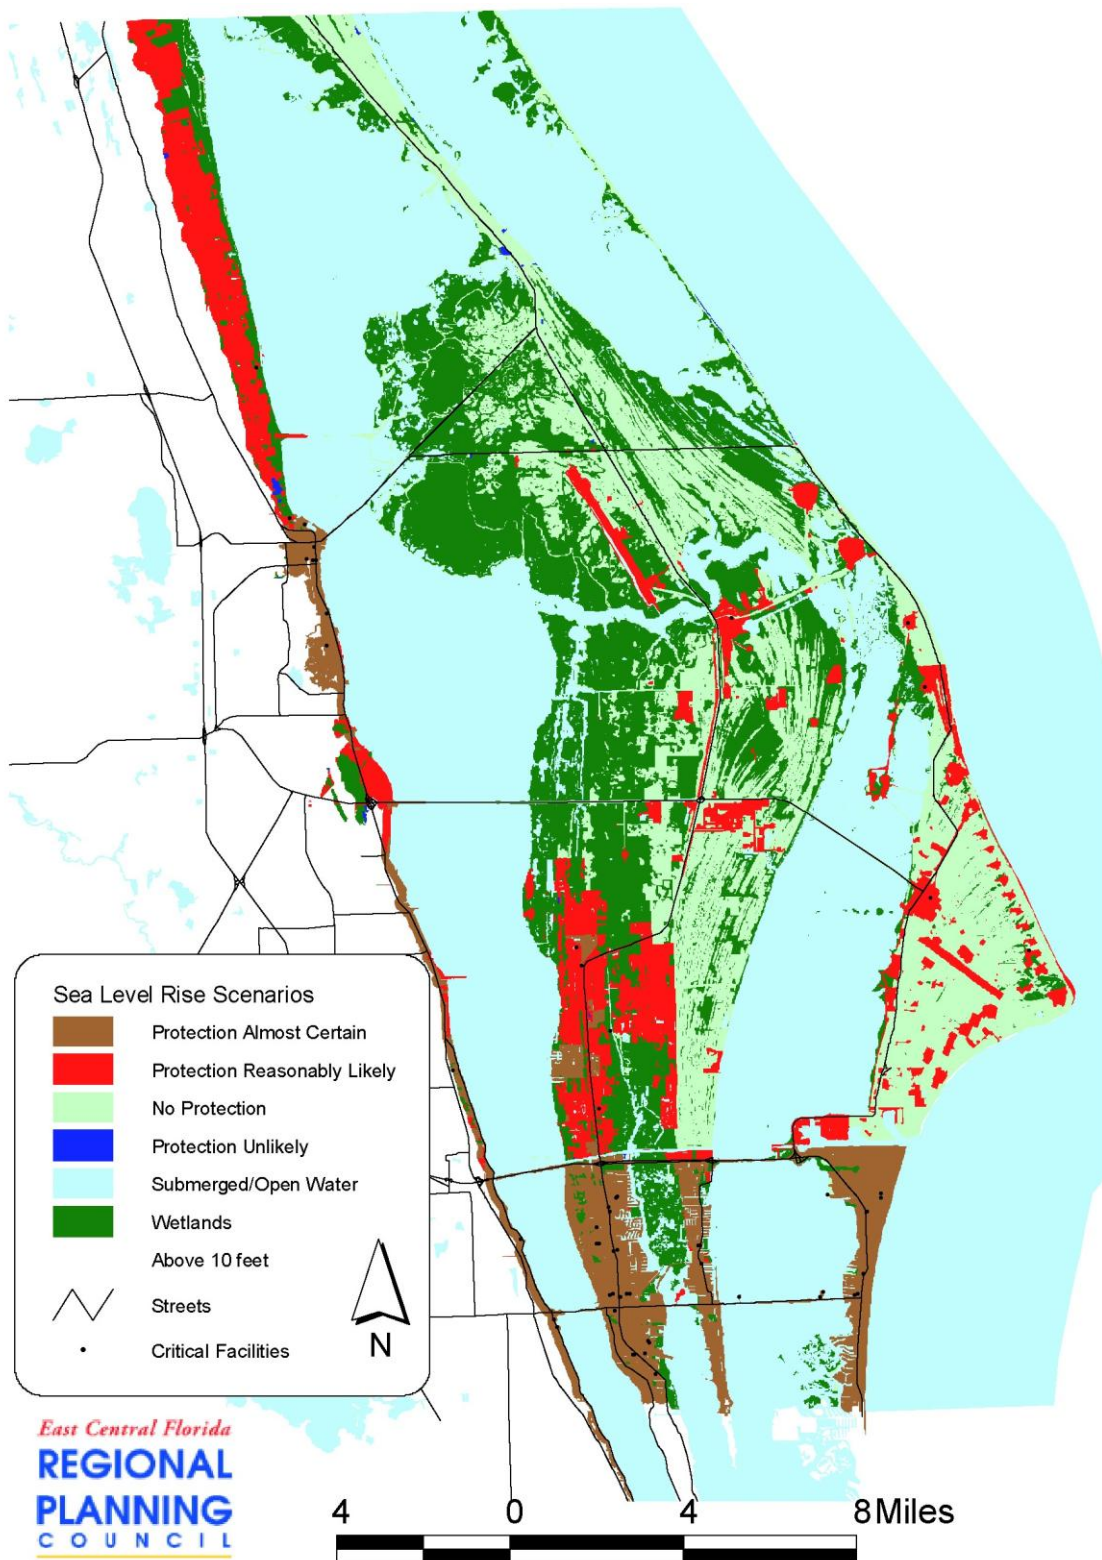 Sea Level Rise Scenarios
Protection Almost Certain
Protection Reasonably Likely
No Protection
Protection Unlikely
Submerged/Open Water
Wetlands
Above 10 feet
Streets
Critical Facilities
N
East Central Florida
REGIONAL
PLANNING
COUNCIL
4 0 4 8 Miles